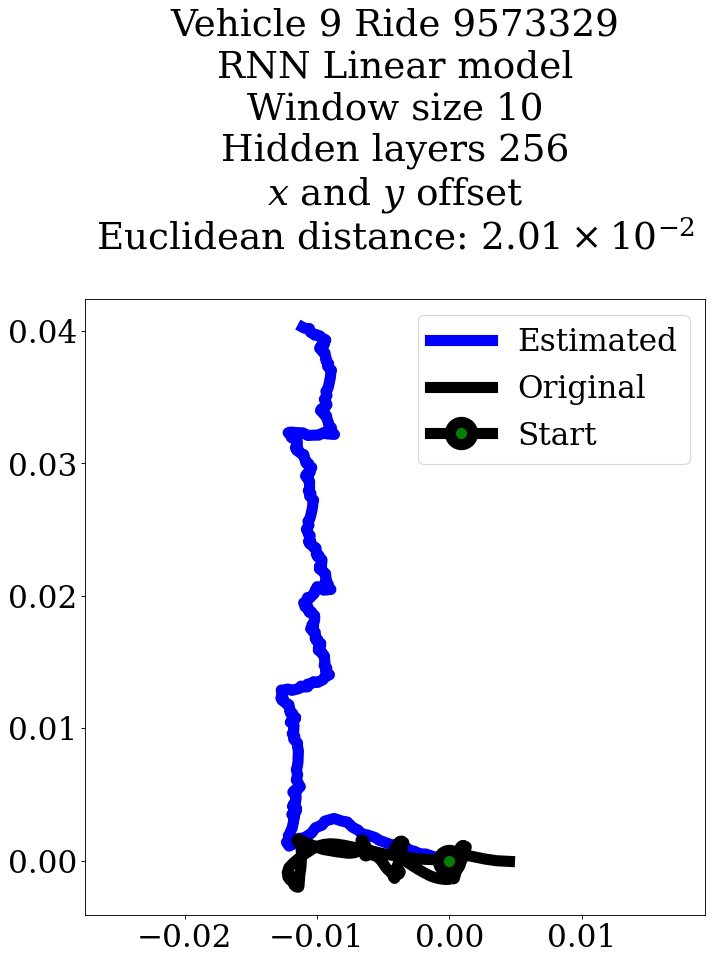 Vehicle 9 Ride 9573329
RNN Linear model
Window size 10
Hidden layers 256
x and y offset
Euclidean distance: 2.01 × 10⁻²
Estimated
Original
Start
0.04
0.03
0.02
0.01
0.00
−0.02 −0.01 0.00 0.01